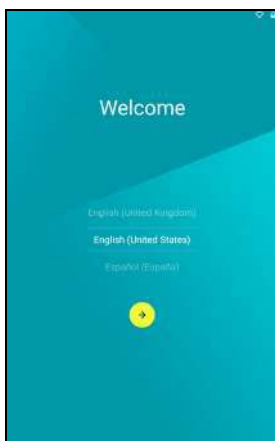 Welcome
English (United Kingdom)
English (United States)
Español (España)